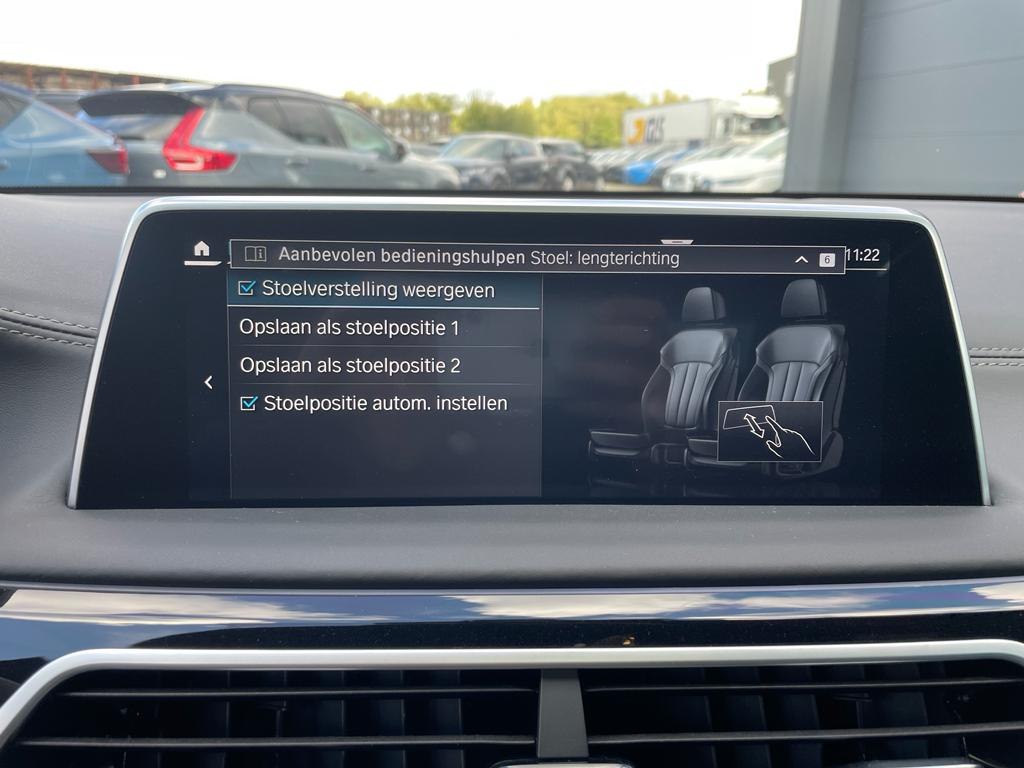 Aanbevolen bedieningshulpen Stoel: lengterichting
6
11:22
Stoelverstelling weergeven
Opslaan als stoelpositie 1
Opslaan als stoelpositie 2
Stoelpositie autom. instellen